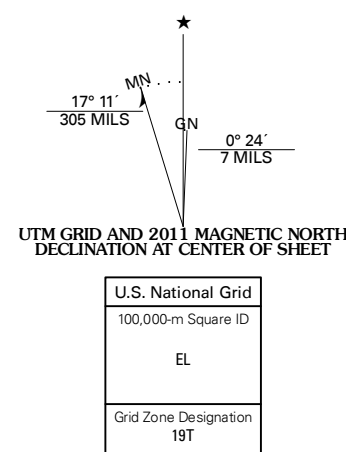 ★
MN
17° 11´
305 MILS
GN
0° 24´
7 MILS
UTM GRID AND 2011 MAGNETIC NORTH
DECLINATION AT CENTER OF SHEET
U.S. National Grid
100,000-m Square ID
EL
Grid Zone Designation
19T